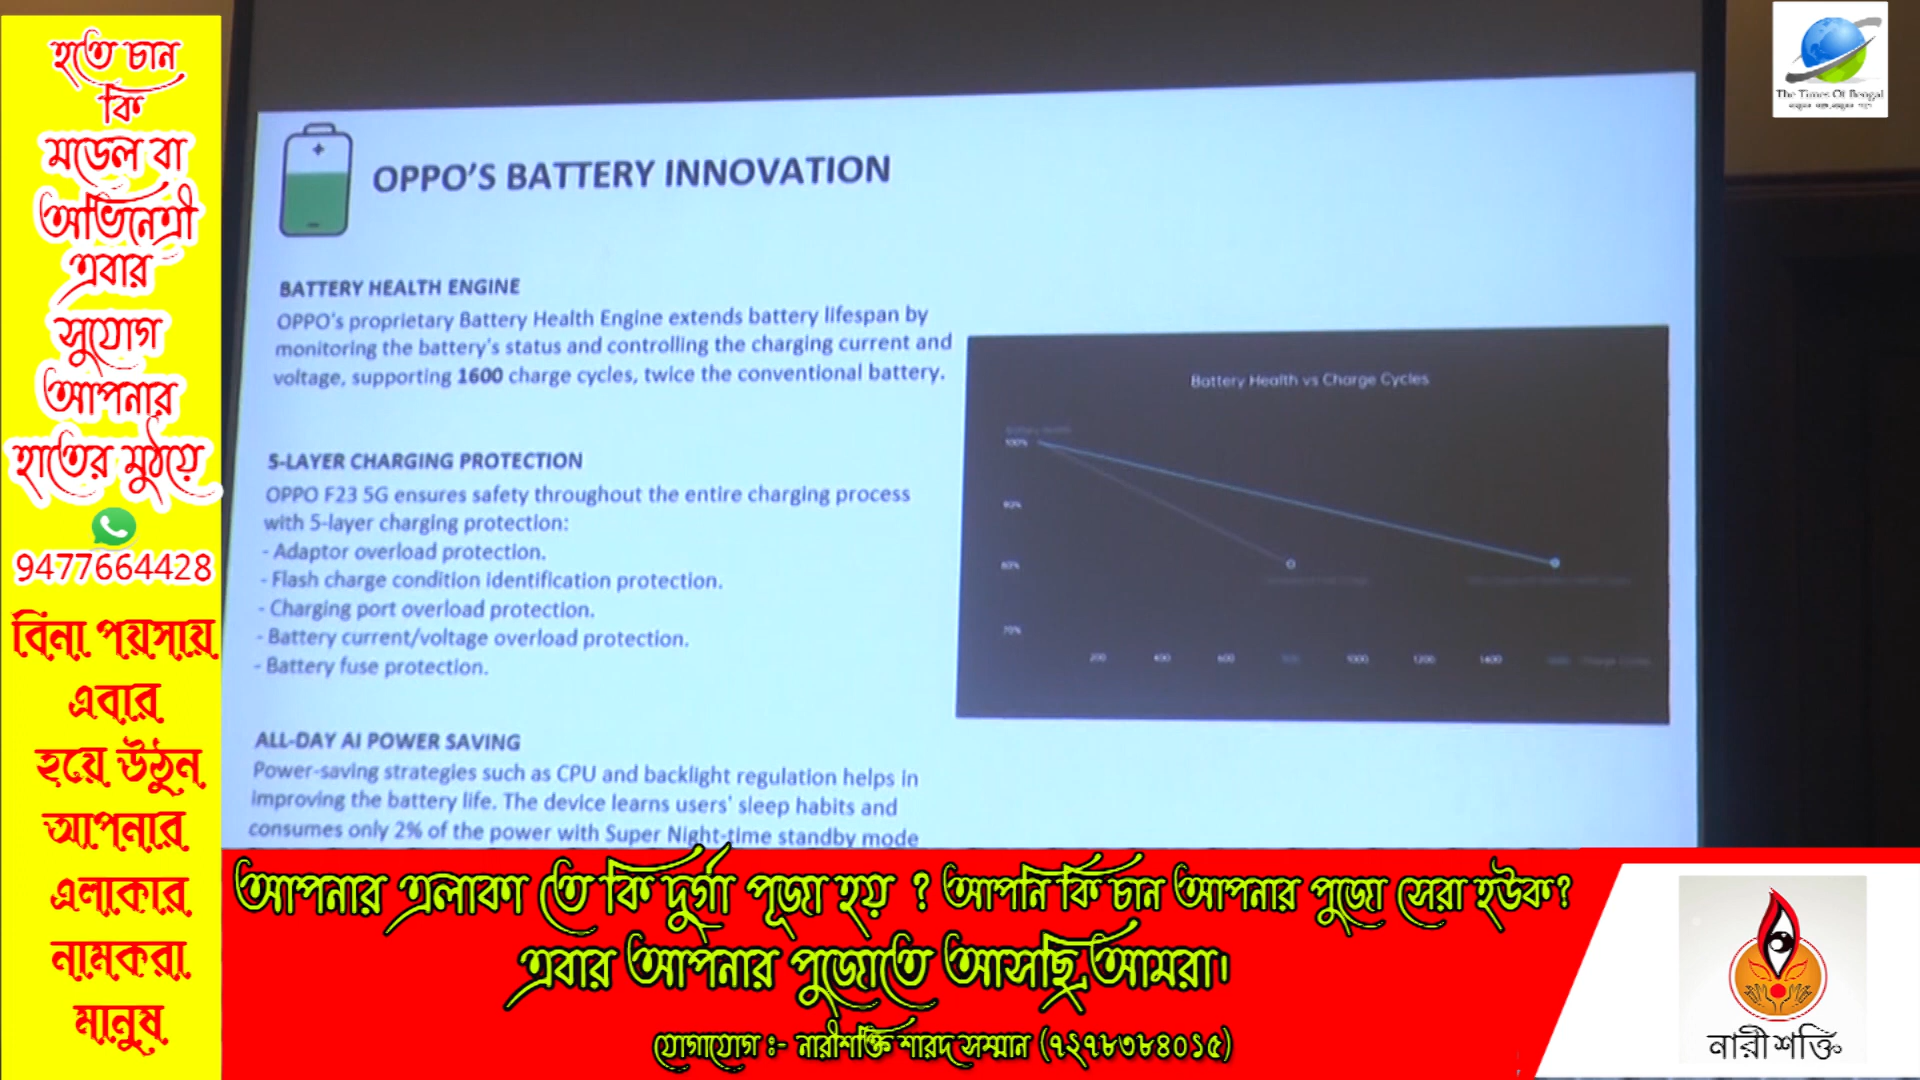 হতে চান
কি
মডেল বা
অভিনেত্রী
এবার
সুযোগ
আপনার
হাতের মুঠয়ে
9477664428
বিনা পয়সায়
এবার
হয়ে উঠুন
আপনার
এলাকার
নামকরা
মানুষ
The Times Of Bengal
OPPO'S BATTERY INNOVATION
BATTERY HEALTH ENGINE
OPPO's proprietary Battery Health Engine extends battery lifespan by
monitoring the battery's status and controlling the charging current and
voltage, supporting 1600 charge cycles, twice the conventional battery.
5-LAYER CHARGING PROTECTION
OPPO F23 5G ensures safety throughout the entire charging process
with 5-layer charging protection:
- Adaptor overload protection.
- Flash charge condition identification protection.
- Charging port overload protection.
- Battery current/voltage overload protection.
- Battery fuse protection.
ALL-DAY AI POWER SAVING
Power-saving strategies such as CPU and backlight regulation helps in
improving the battery life. The device learns users' sleep habits and
consumes only 2% of the power with Super Night-time standby mode
Battery Health vs Charge Cycles
100%
90%
80%
70%
200 400 600 800 1000 1200 1400
আপনার এলাকা তে কি দুর্গা পূজা হয় ? আপনি কি চান আপনার পুজো সেরা হউক?
এবার আপনার পুজোতে আসছি আমরা।
যোগাযোগ ঃ- নারীশক্তি শারদ সম্মান (৭২৭৮৩৮৪০১৫)
নারী শক্তি